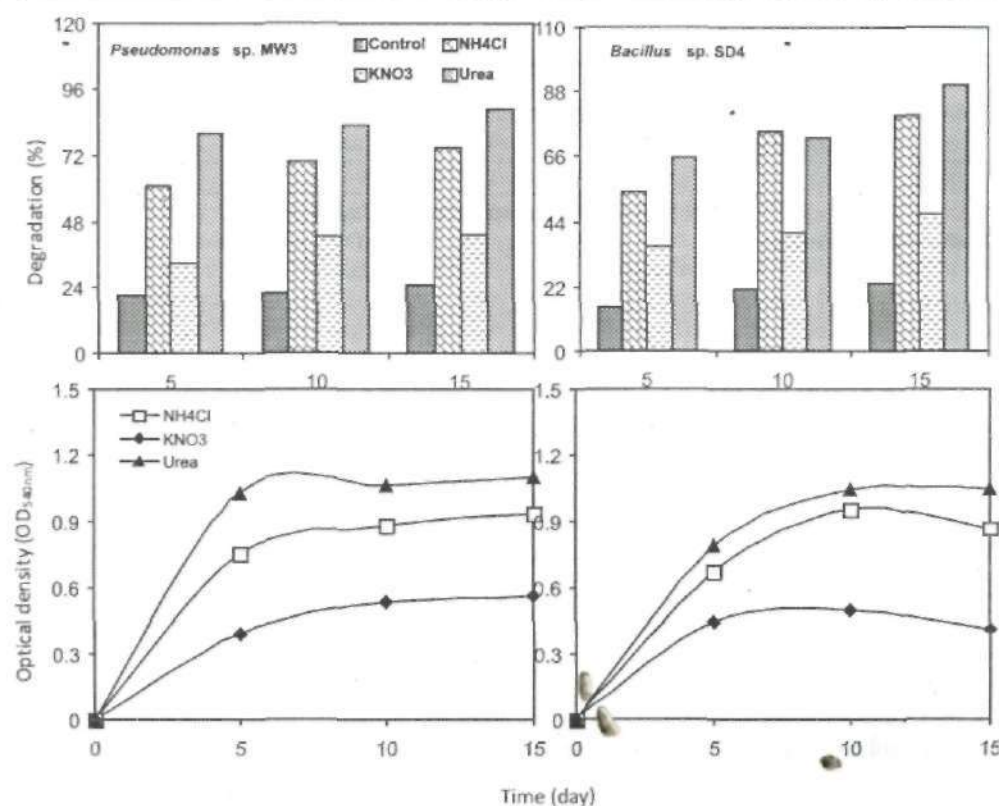 120
96
72
48
24
0
Degradation (%)
Pseudomonas sp. MW3
Control NH4Cl
KNO3 Urea
5 10 15
110
88
66
44
22
0
Bacillus sp. SD4
5 10 15
1.5
1.2
0.9
0.6
0.3
0
Optical density (OD540nm)
NH4Cl
KNO3
Urea
0 5 10 15
1.5
1.2
0.9
0.6
0.3
0
0 5 10 15
Time (day)